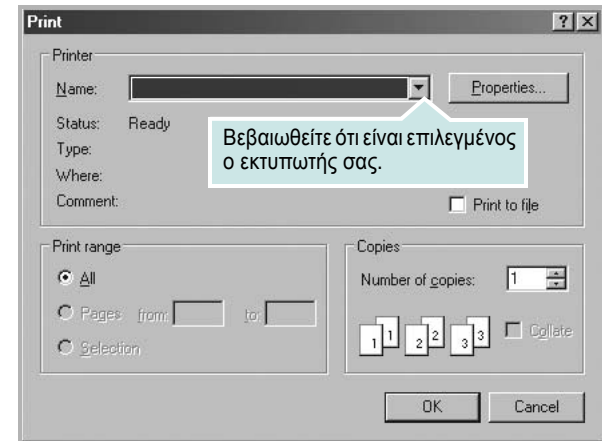 Print
Printer
Name:
Properties...
Status: Ready
Βεβαιωθείτε ότι είναι επιλεγμένος
ο εκτυπωτής σας.
Type:
Where:
Comment:
Print to file
Print range
All
Pages from: to:
Selection
Copies
Number of copies: 1
1 1 2 2 3 3
Collate
OK
Cancel